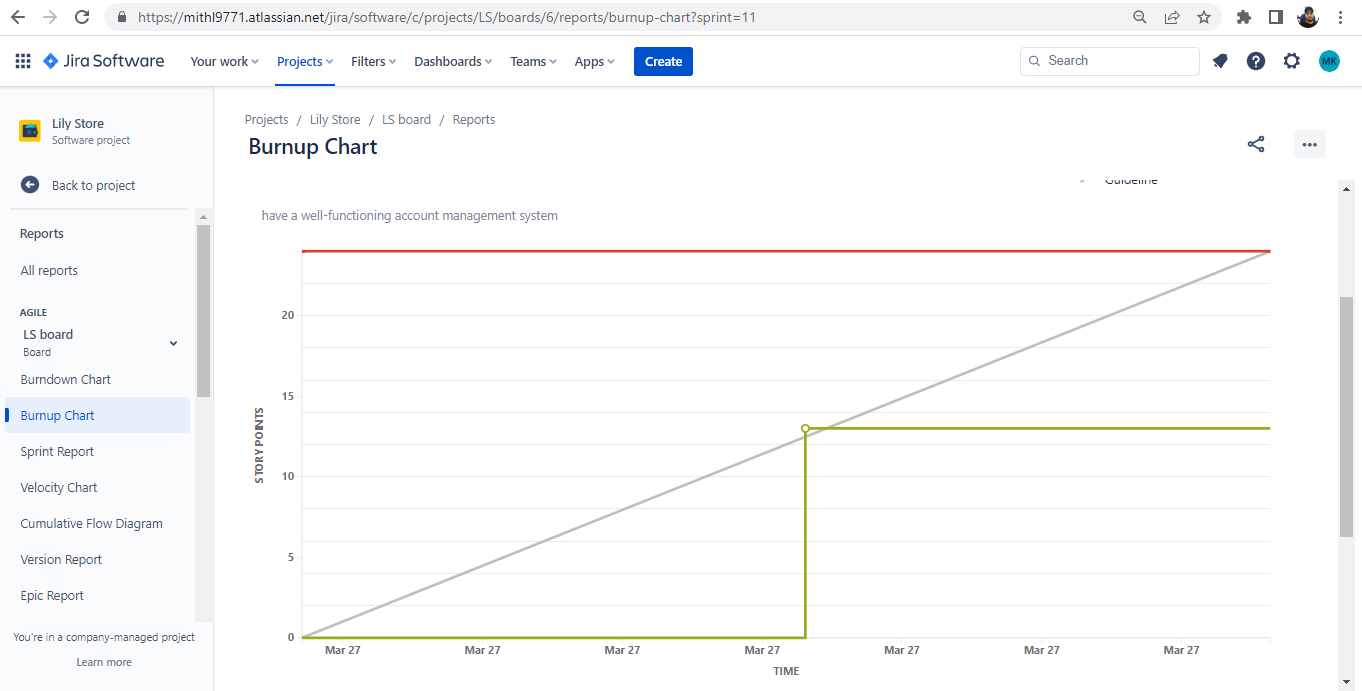 https://mithl9771.atlassian.net/jira/software/c/projects/LS/boards/6/reports/burnup-chart?sprint=11
Jira Software Your work Projects Filters Dashboards Teams Apps Create Search MK
Lily Store
Software project
Back to project
Reports
All reports
AGILE
LS board
Board
Burndown Chart
Burnup Chart
Sprint Report
Velocity Chart
Cumulative Flow Diagram
Version Report
Epic Report
You're in a company-managed project
Learn more
Projects / Lily Store / LS board / Reports
Burnup Chart
Guideline
have a well-functioning account management system
STORY POINTS
20
15
10
5
0
Mar 27 Mar 27 Mar 27 Mar 27 Mar 27 Mar 27 Mar 27
TIME